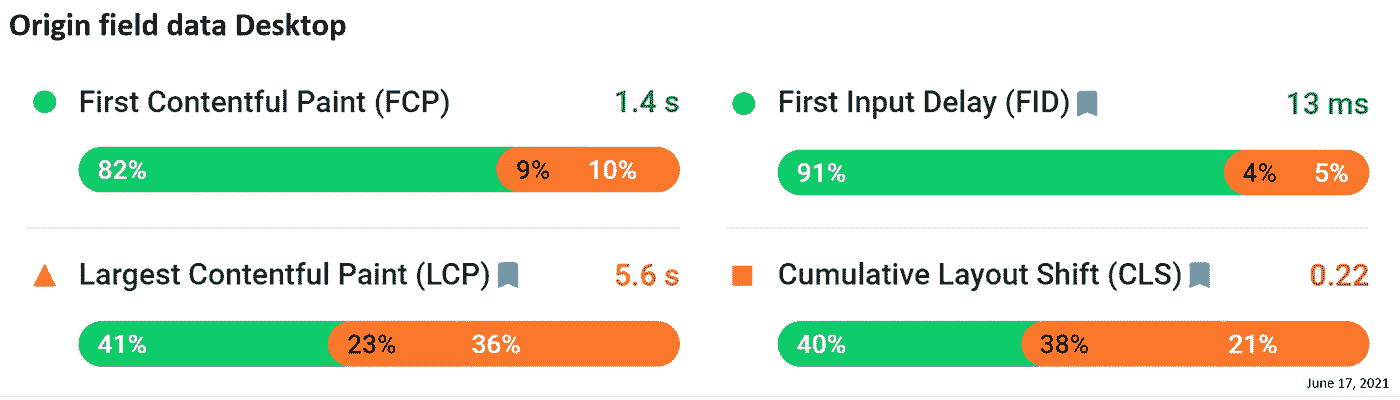 Origin field data Desktop
First Contentful Paint (FCP) 1.4 s
82% 9% 10%
First Input Delay (FID) 13 ms
91% 4% 5%
Largest Contentful Paint (LCP) 5.6 s
41% 23% 36%
Cumulative Layout Shift (CLS) 0.22
40% 38% 21%
June 17, 2021